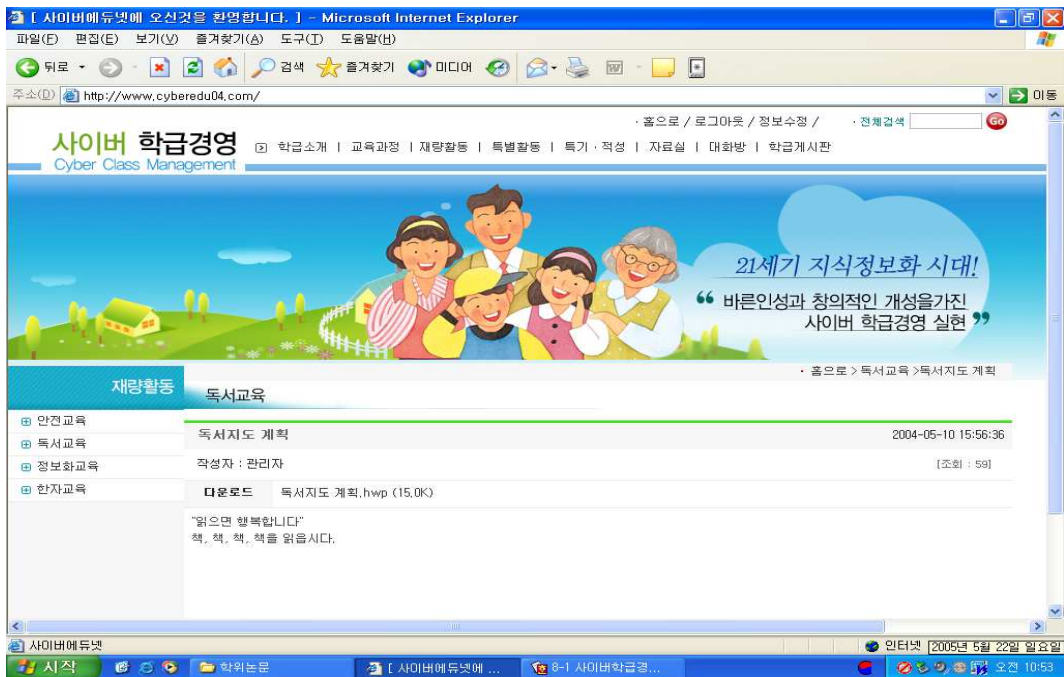 [ 사이버에듀넷에 오신것을 환영합니다. ] - Microsoft Internet Explorer
파일(F) 편집(E) 보기(V) 즐겨찾기(A) 도구(T) 도움말(H)
뒤로 검색 즐겨찾기 미디어
주소(D) http://www.cyberedu04.com/ 이동
· 홈으로 / 로그아웃 / 정보수정 / · 전체검색 Go
사이버 학급경영
Cyber Class Management
학급소개 | 교육과정 | 재량활동 | 특별활동 | 특기 · 적성 | 자료실 | 대화방 | 학급게시판
21세기 지식정보화 시대!
“ 바른인성과 창의적인 개성을가진
사이버 학급경영 실현 ”
· 홈으로 > 독서교육 >독서지도 계획
재량활동
독서교육
안전교육
독서교육
정보화교육
한자교육
독서지도 계획 2004-05-10 15:56:36
작성자 : 관리자 [조회 : 59]
다운로드 독서지도 계획.hwp (15.0K)
"읽으면 행복합니다"
책, 책, 책, 책을 읽읍시다.
사이버에듀넷 인터넷 2005년 5월 22일 일요일
시작 학위논문 [ 사이버에듀넷에 ... 8-1 사이버학급경... 오전 10:53